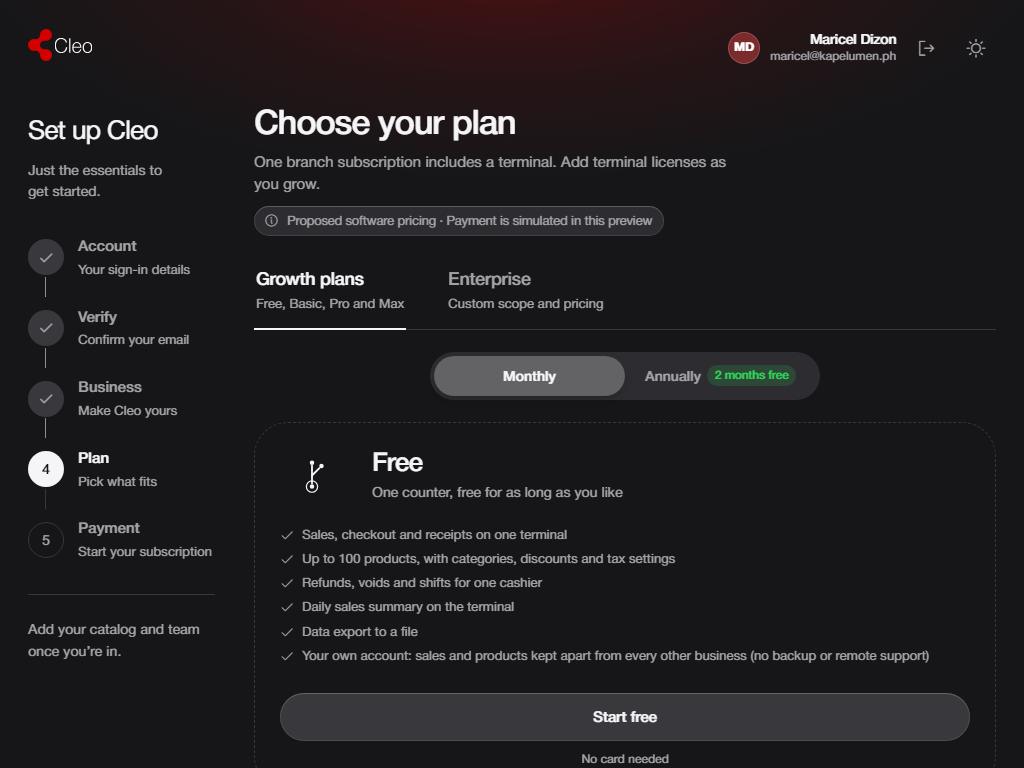 Cleo
MD
Maricel Dizon
maricel@kapelumen.ph
Set up Cleo
Just the essentials to
get started.
Account
Your sign-in details
Verify
Confirm your email
Business
Make Cleo yours
4
Plan
Pick what fits
5
Payment
Start your subscription
Add your catalog and team
once you’re in.
Choose your plan
One branch subscription includes a terminal. Add terminal licenses as
you grow.
Proposed software pricing · Payment is simulated in this preview
Growth plans
Free, Basic, Pro and Max
Enterprise
Custom scope and pricing
Monthly
Annually 2 months free
Free
One counter, free for as long as you like
Sales, checkout and receipts on one terminal
Up to 100 products, with categories, discounts and tax settings
Refunds, voids and shifts for one cashier
Daily sales summary on the terminal
Data export to a file
Your own account: sales and products kept apart from every other business (no backup or remote support)
Start free
No card needed